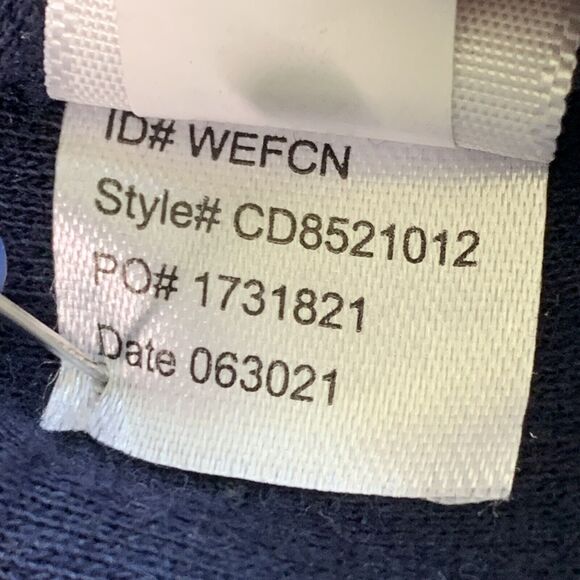 ID# WEFCN
Style# CD8521012
PO# 1731821
Date 063021